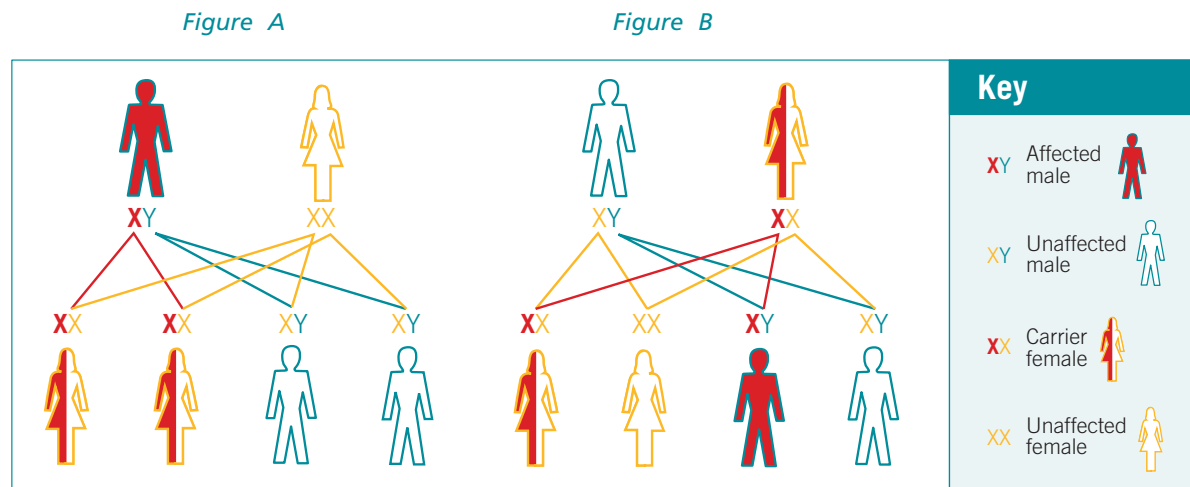 Figure A Figure B
XY XX XY XX
XX XX XY XY XX XX XY XY
Key
XY Affected
male
XY Unaffected
male
XX Carrier
female
XX Unaffected
female